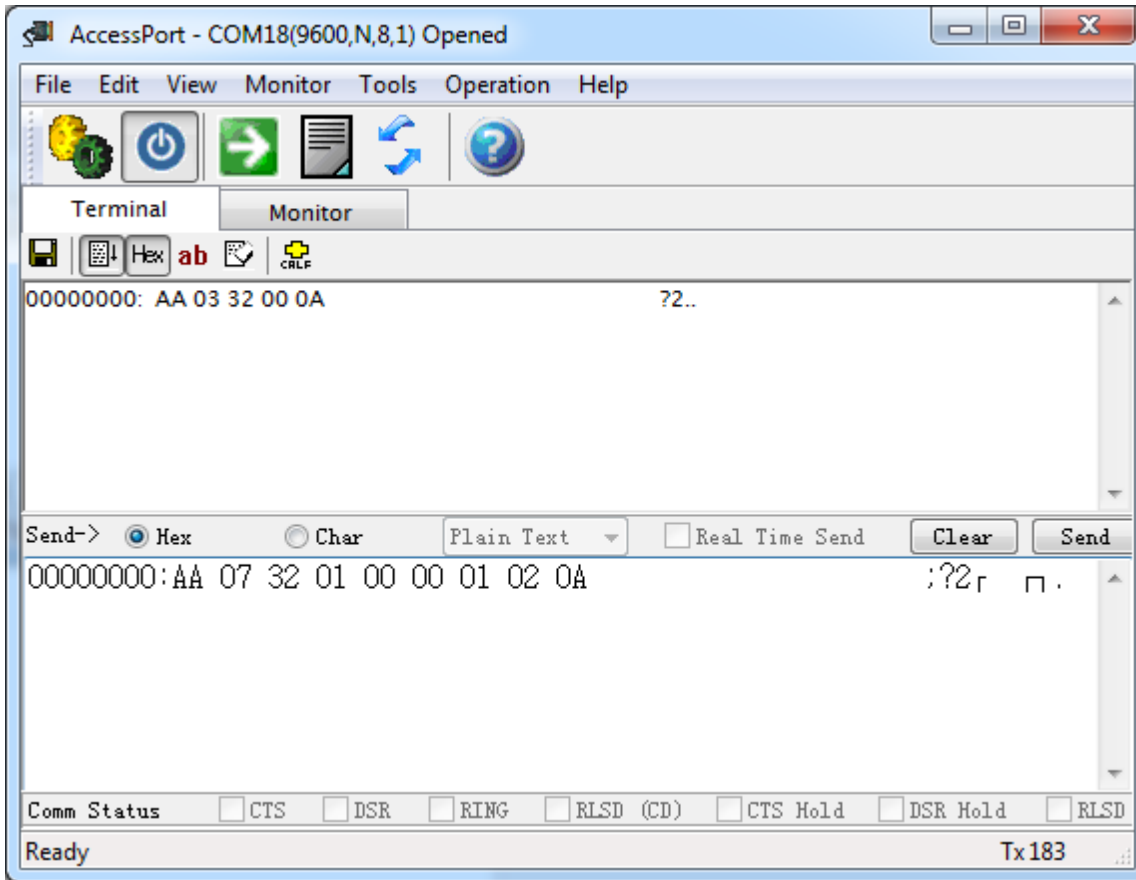 AccessPort - COM18(9600,N,8,1) Opened
File Edit View Monitor Tools Operation Help
Terminal Monitor
Hex ab CRLF
00000000: AA 03 32 00 0A ?2..
Send-> Hex Char Plain Text Real Time Send Clear Send
00000000:AA 07 32 01 00 00 01 02 0A ;?2┌ ┐.
Comm Status CTS DSR RING RLSD (CD) CTS Hold DSR Hold RLSD
Ready Tx 183